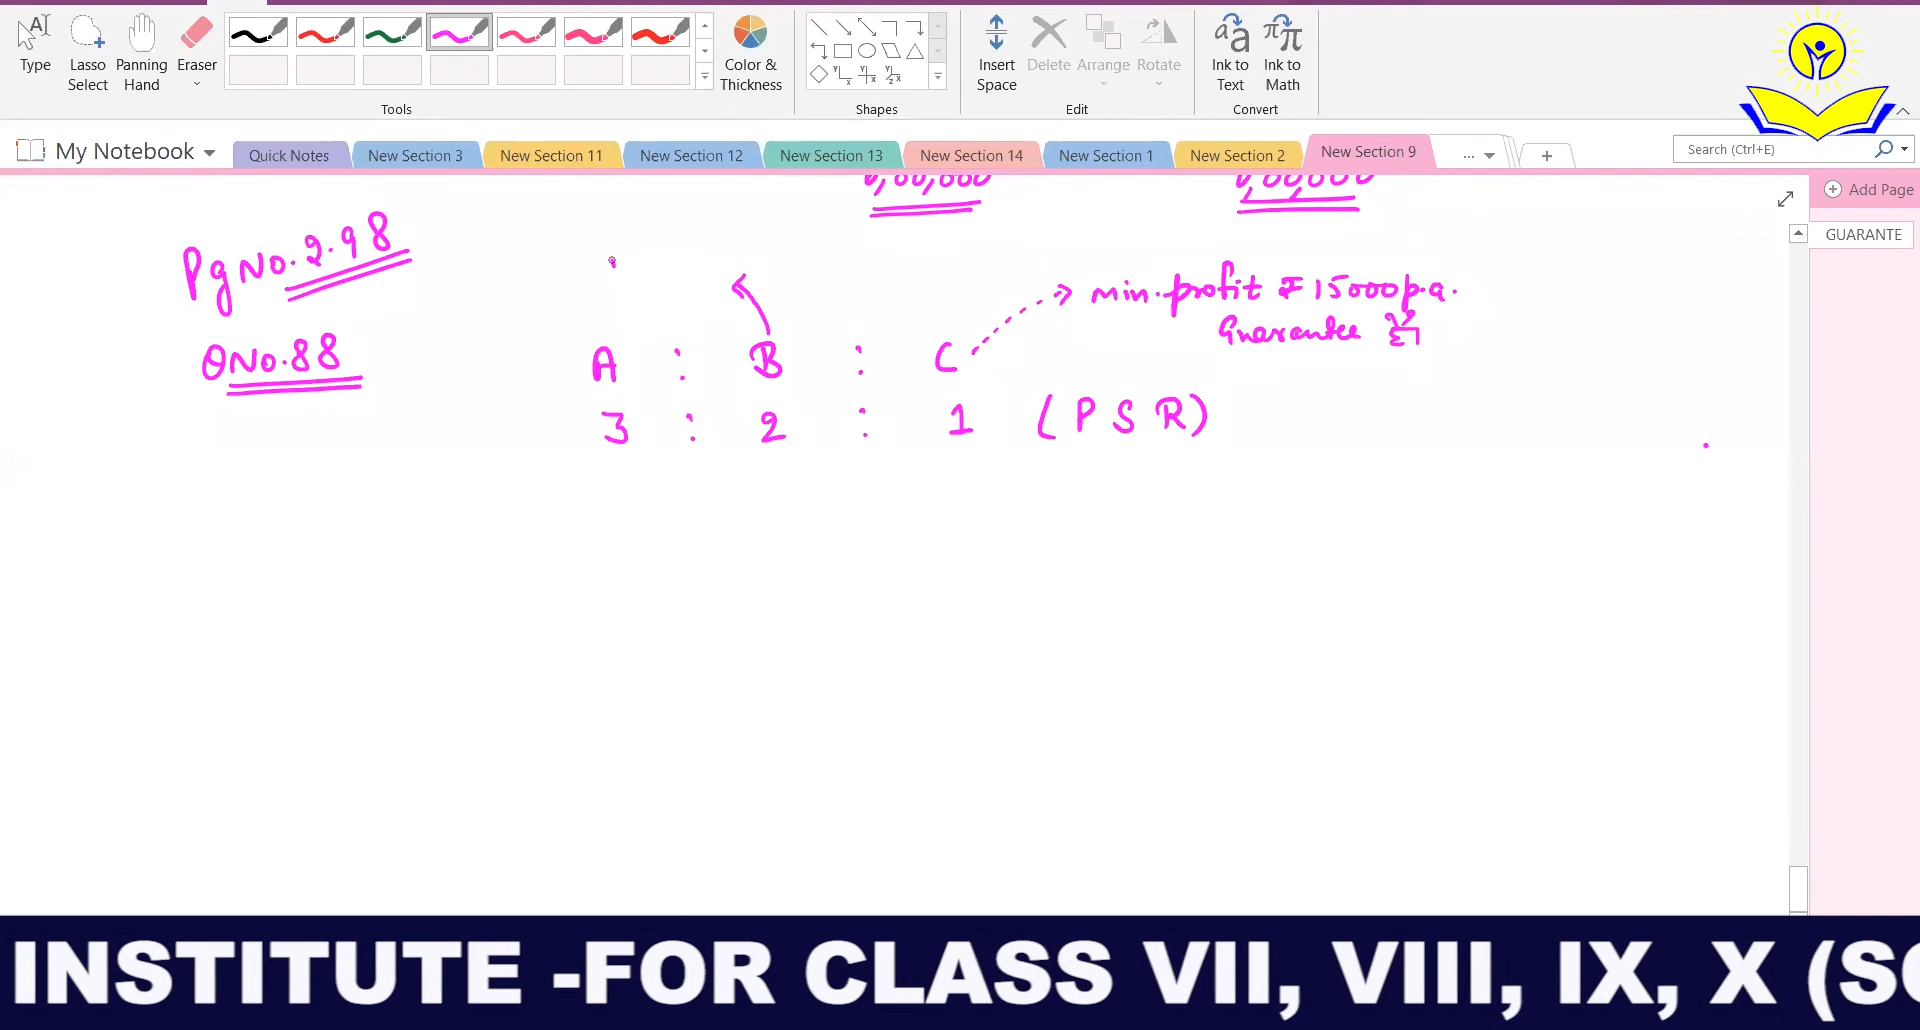 Type
Lasso Select
Panning Hand
Eraser
Tools
Color & Thickness
Shapes
Insert Space
Delete
Arrange
Rotate
Edit
Ink to Text
Ink to Math
Convert
My Notebook
Quick Notes
New Section 3
New Section 11
New Section 12
New Section 13
New Section 14
New Section 1
New Section 2
New Section 9
...
Search (Ctrl+E)
Add Page
GUARANTE
Pg No. 2.98
min. profit ₹ 15000 p.a.
Guarantee
QNo. 88
A : B : C
3 : 2 : 1 (PSR)
INSTITUTE -FOR CLASS VII, VIII, IX, X (S